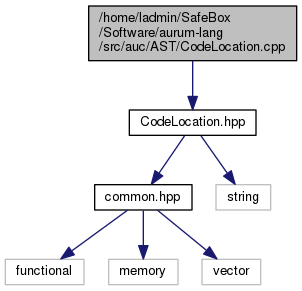 /home/ladmin/SafeBox
/Software/aurum-lang
/src/auc/AST/CodeLocation.cpp
CodeLocation.hpp
common.hpp
string
functional
memory
vector